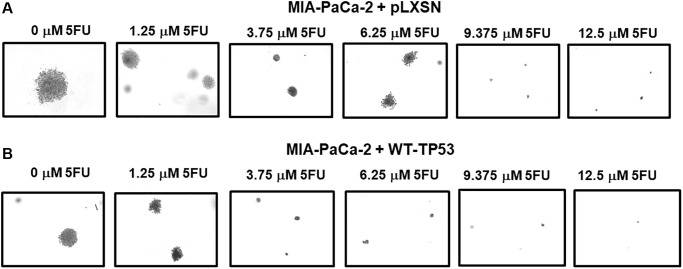 A
MIA-PaCa-2 + pLXSN
0 µM 5FU 1.25 µM 5FU 3.75 µM 5FU 6.25 µM 5FU 9.375 µM 5FU 12.5 µM 5FU
B
MIA-PaCa-2 + WT-TP53
0 µM 5FU 1.25 µM 5FU 3.75 µM 5FU 6.25 µM 5FU 9.375 µM 5FU 12.5 µM 5FU